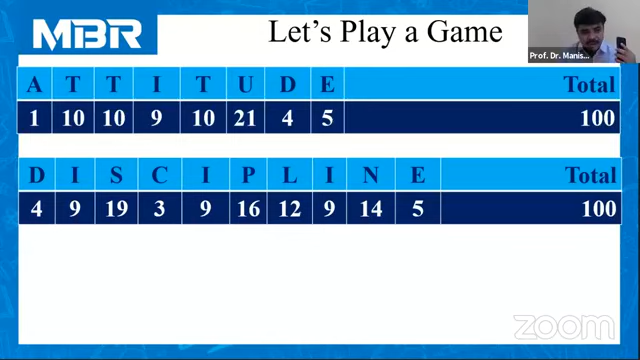 MBR
Let's Play a Game
Prof. Dr. Manis...
A T T I T U D E Total
1 10 10 9 10 21 4 5 100
D I S C I P L I N E Total
4 9 19 3 9 16 12 9 14 5 100
zoom